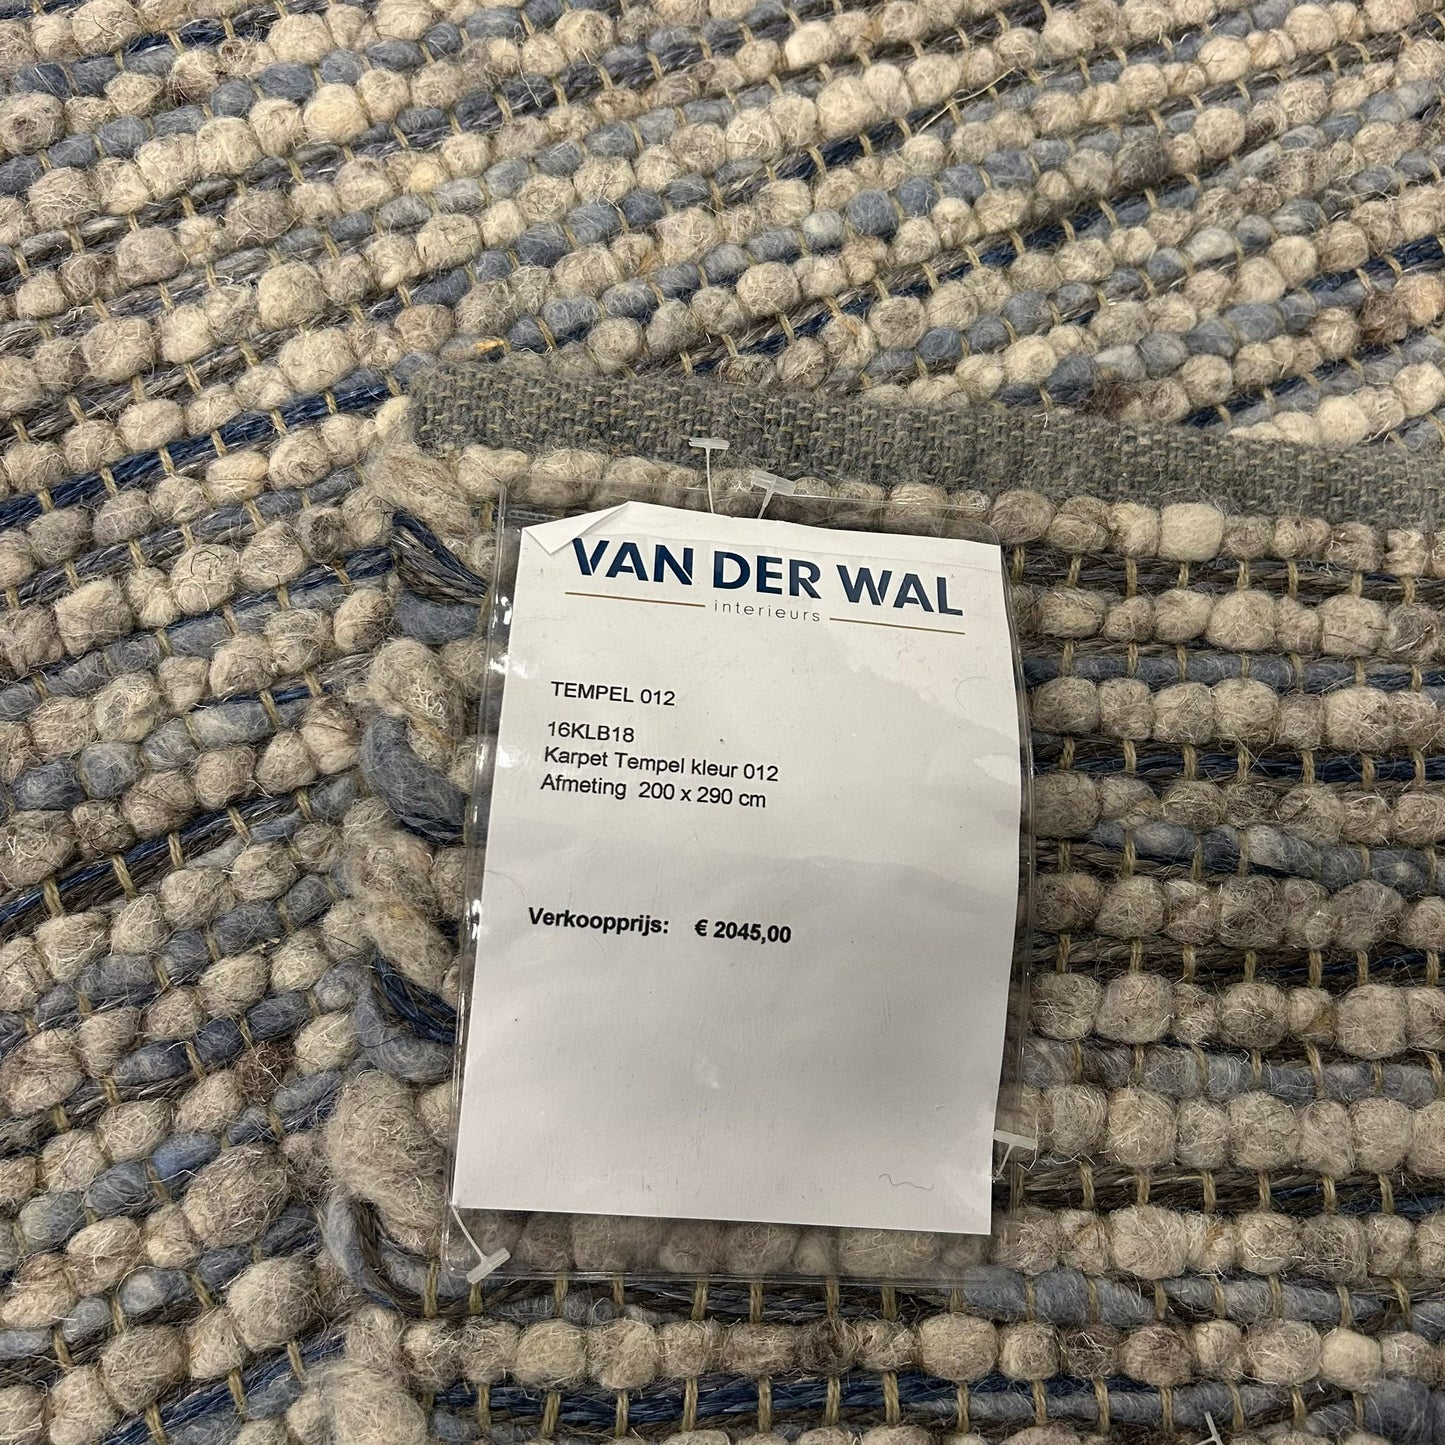 VAN DER WAL
interieurs
TEMPEL 012
16KLB18
Karpet Tempel kleur 012
Afmeting 200 x 290 cm
Verkoopprijs: € 2045,00